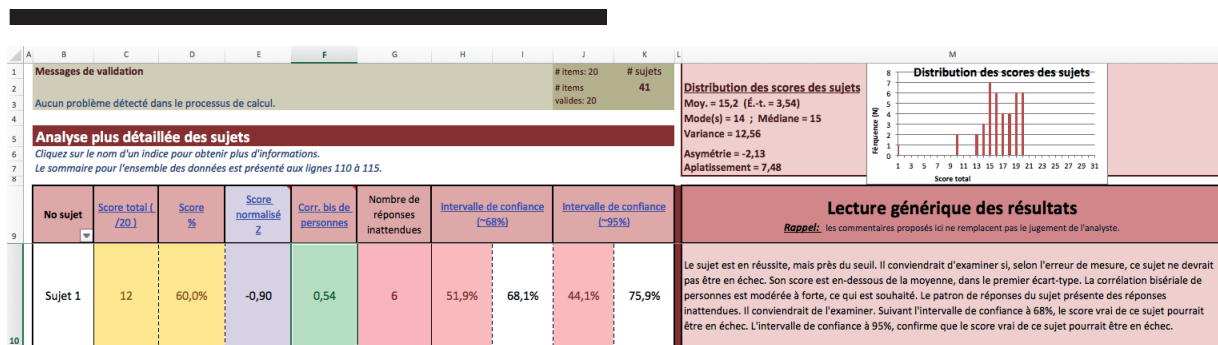 A B C D E F G H I J K L M
1 Messages de validation # items: 20 # sujets
2 # items 41
3 Aucun problème détecté dans le processus de calcul. valides: 20
4
5 Analyse plus détaillée des sujets
6 Cliquez sur le nom d'un indice pour obtenir plus d'informations.
7 Le sommaire pour l'ensemble des données est présenté aux lignes 110 à 115.
8
Distribution des scores des sujets
Moy. = 15,2 (É.-t. = 3,54)
Mode(s) = 14 ; Médiane = 15
Variance = 12,56
Asymétrie = -2,13
Aplatissement = 7,48
Distribution des scores des sujets
Férquence (N)
8
7
6
5
4
3
2
1
0
1 3 5 7 9 11 13 15 17 19 21 23 25 27 29 31
Score total
9
No sujet
Score total (
/20 )
Score
%
Score
normalisé
Z
Corr. bis de
personnes
Nombre de
réponses
inattendues
Intervalle de confiance
(~68%)
Intervalle de confiance
(~95%)
Lecture générique des résultats
Rappel: les commentaires proposés ici ne remplacent pas le jugement de l'analyste.
10
Sujet 1 12 60,0% -0,90 0,54 6 51,9% 68,1% 44,1% 75,9%
Le sujet est en réussite, mais près du seuil. Il conviendrait d'examiner si, selon l'erreur de mesure, ce sujet ne devrait
pas être en échec. Son score est en-dessous de la moyenne, dans le premier écart-type. La corrélation bisériale de
personnes est modérée à forte, ce qui est souhaité. Le patron de réponses du sujet présente des réponses
inattendues. Il conviendrait de l'examiner. Suivant l'intervalle de confiance à 68%, le score vrai de ce sujet pourrait
être en échec. L'intervalle de confiance à 95%, confirme que le score vrai de ce sujet pourrait être en échec.